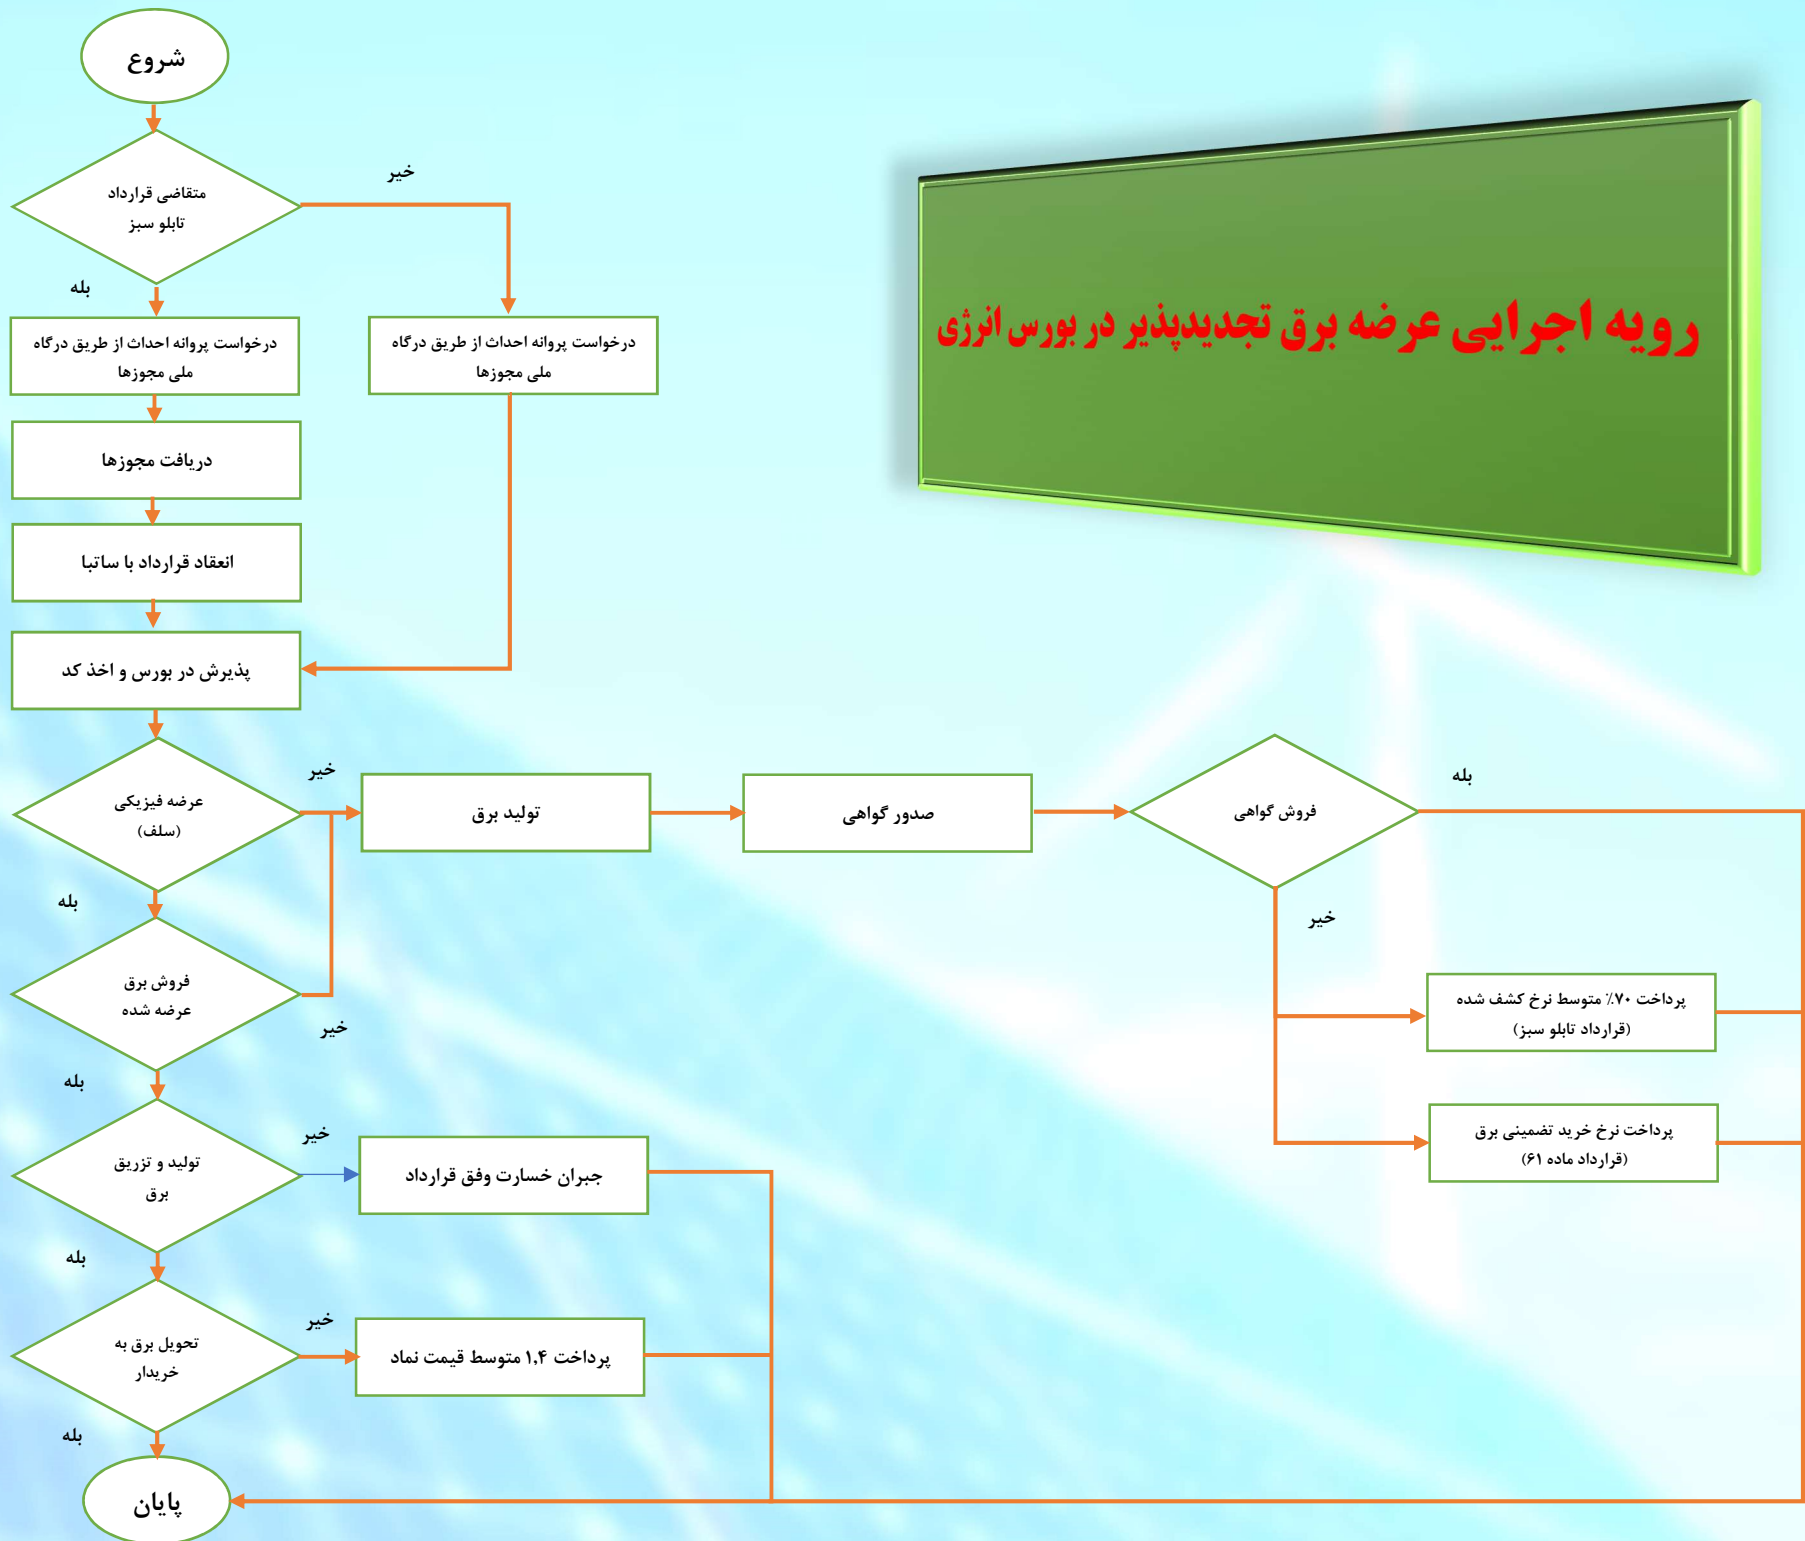 رویه اجرایی عرضه برق تجدیدپذیر در بورس انرژی
شروع
متقاضی قرارداد
تابلو سبز
خیر
بله
درخواست پروانه احداث از طریق درگاه
ملی مجوزها
درخواست پروانه احداث از طریق درگاه
ملی مجوزها
دریافت مجوزها
انعقاد قرارداد با ساتبا
پذیرش در بورس و اخذ کد
عرضه فیزیکی
(سلف)
خیر
تولید برق
صدور گواهی
فروش گواهی
بله
خیر
پرداخت ۷۰٪ متوسط نرخ کشف شده
(قرارداد تابلو سبز)
پرداخت نرخ خرید تضمینی برق
(قرارداد ماده ۶۱)
بله
فروش برق
عرضه شده
خیر
بله
تولید و تزریق
برق
خیر
جبران خسارت وفق قرارداد
بله
تحویل برق به
خریدار
خیر
پرداخت ۱٫۴ متوسط قیمت نماد
بله
پایان